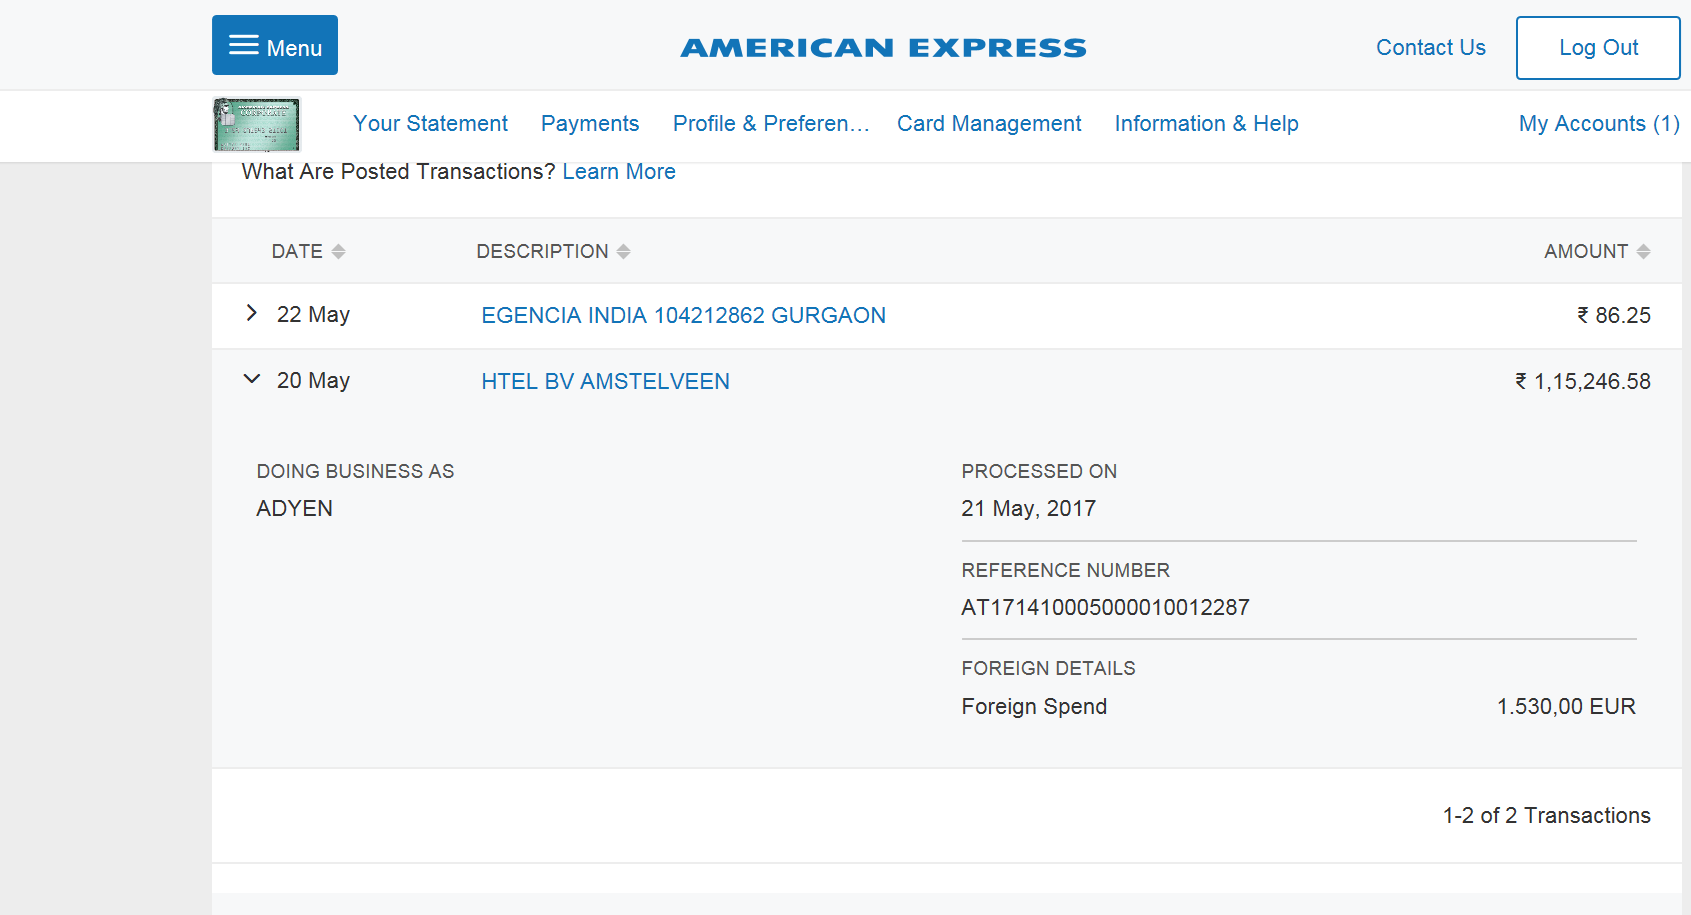 Menu
AMERICAN EXPRESS
Contact Us
Log Out
Your Statement Payments Profile & Preferen... Card Management Information & Help My Accounts (1)
What Are Posted Transactions? Learn More
DATE DESCRIPTION AMOUNT
22 May EGENCIA INDIA 104212862 GURGAON ₹ 86.25
20 May HTEL BV AMSTELVEEN ₹ 1,15,246.58
DOING BUSINESS AS
ADYEN
PROCESSED ON
21 May, 2017
REFERENCE NUMBER
AT171410005000010012287
FOREIGN DETAILS
Foreign Spend 1.530,00 EUR
1-2 of 2 Transactions